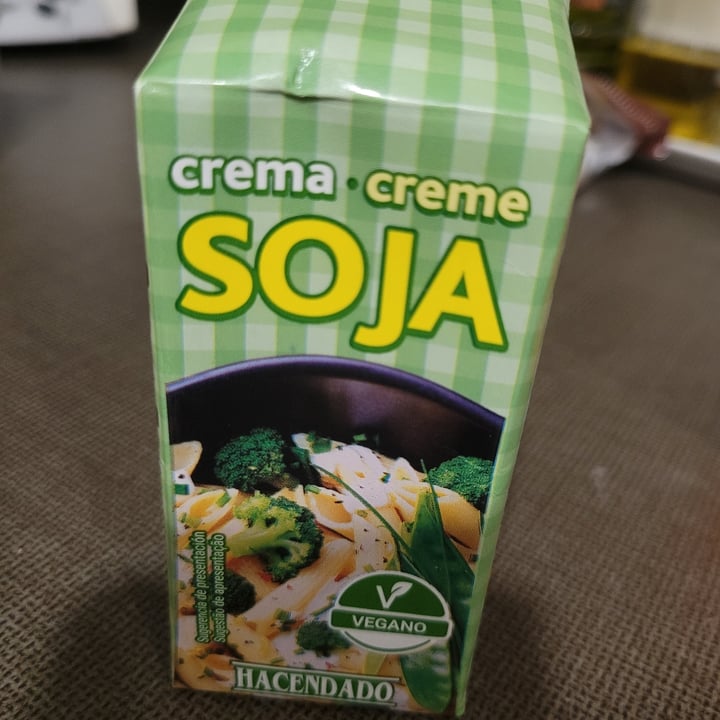 crema · creme
SOJA
Sugerencia de presentación
Sugestão de apresentação
VEGANO
HACENDADO